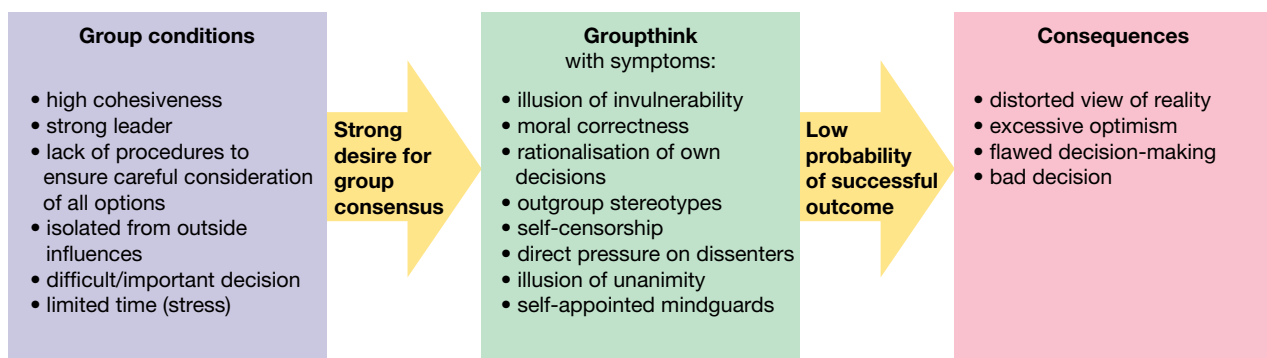 Group conditions
• high cohesiveness
• strong leader
• lack of procedures to
ensure careful consideration
of all options
• isolated from outside
influences
• difficult/important decision
• limited time (stress)
Strong
desire for
group
consensus
Groupthink
with symptoms:
• illusion of invulnerability
• moral correctness
• rationalisation of own
decisions
• outgroup stereotypes
• self-censorship
• direct pressure on dissenters
• illusion of unanimity
• self-appointed mindguards
Low
probability
of successful
outcome
Consequences
• distorted view of reality
• excessive optimism
• flawed decision-making
• bad decision